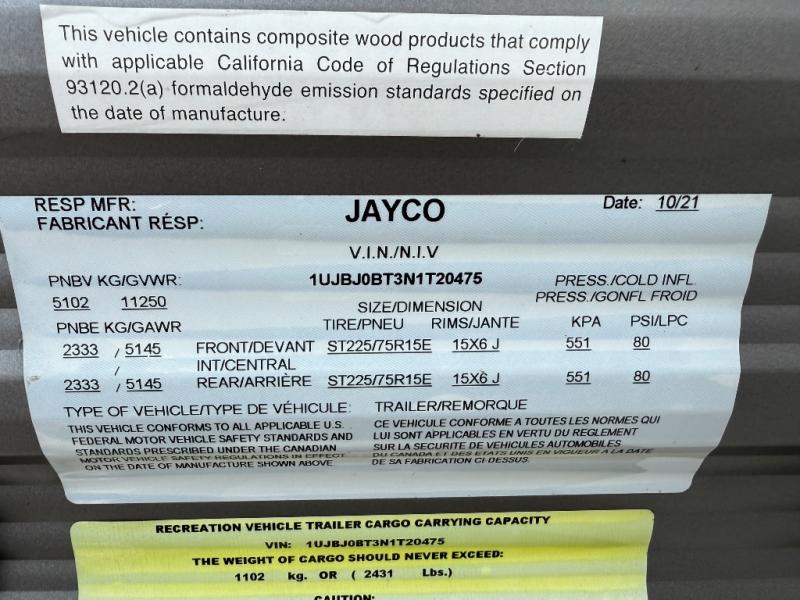 This vehicle contains composite wood products that comply
with applicable California Code of Regulations Section
93120.2(a) formaldehyde emission standards specified on
the date of manufacture.
RESP MFR: JAYCO Date: 10/21
FABRICANT RÉSP:
V.I.N./N.I.V
PNBV KG/GVWR: 1UJBJ0BT3N1T20475 PRESS./COLD INFL.
5102 11250 SIZE/DIMENSION PRESS./GONFL FROID
PNBE KG/GAWR TIRE/PNEU RIMS/JANTE KPA PSI/LPC
2333 / 5145 FRONT/DEVANT ST225/75R15E 15X6 J 551 80
INT/CENTRAL
2333 / 5145 REAR/ARRIÈRE ST225/75R15E 15X6 J 551 80
TYPE OF VEHICLE/TYPE DE VÉHICULE: TRAILER/REMORQUE
THIS VEHICLE CONFORMS TO ALL APPLICABLE U.S.
FEDERAL MOTOR VEHICLE SAFETY STANDARDS AND
STANDARDS PRESCRIBED UNDER THE CANADIAN
MOTOR VEHICLE SAFETY REGULATIONS IN EFFECT
ON THE DATE OF MANUFACTURE SHOWN ABOVE
CE VEHICULE CONFORME A TOUTES LES NORMES QUI
LUI SONT APPLICABLES EN VERTU DU REGLEMENT
SUR LA SECURITE DE VEHICULES AUTOMOBILES
DU CANADA ET DES ETATS UNIS EN VIGUEUR A LA DATE
DE SA FABRICATION CI-DESSUS.
RECREATION VEHICLE TRAILER CARGO CARRYING CAPACITY
VIN: 1UJBJ0BT3N1T20475
THE WEIGHT OF CARGO SHOULD NEVER EXCEED:
1102 kg. OR ( 2431 Lbs.)
CAUTION: